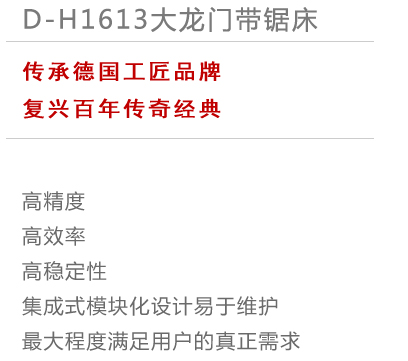 D-H1613大龙门带锯床
传承德国工匠品牌
复兴百年传奇经典
高精度
高效率
高稳定性
集成式模块化设计易于维护
最大程度满足用户的真正需求